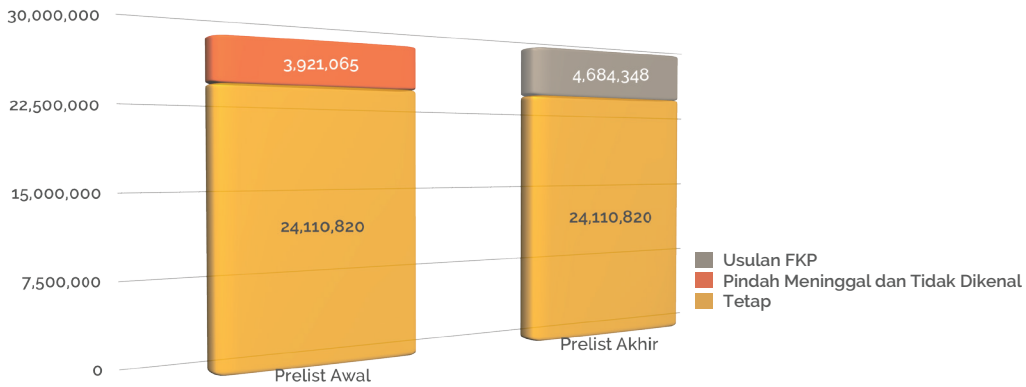 30,000,000
22,500,000
15,000,000
7,500,000
0
3,921,065
24,110,820
Prelist Awal
4,684,348
24,110,820
Prelist Akhir
Usulan FKP
Pindah Meninggal dan Tidak Dikenal
Tetap